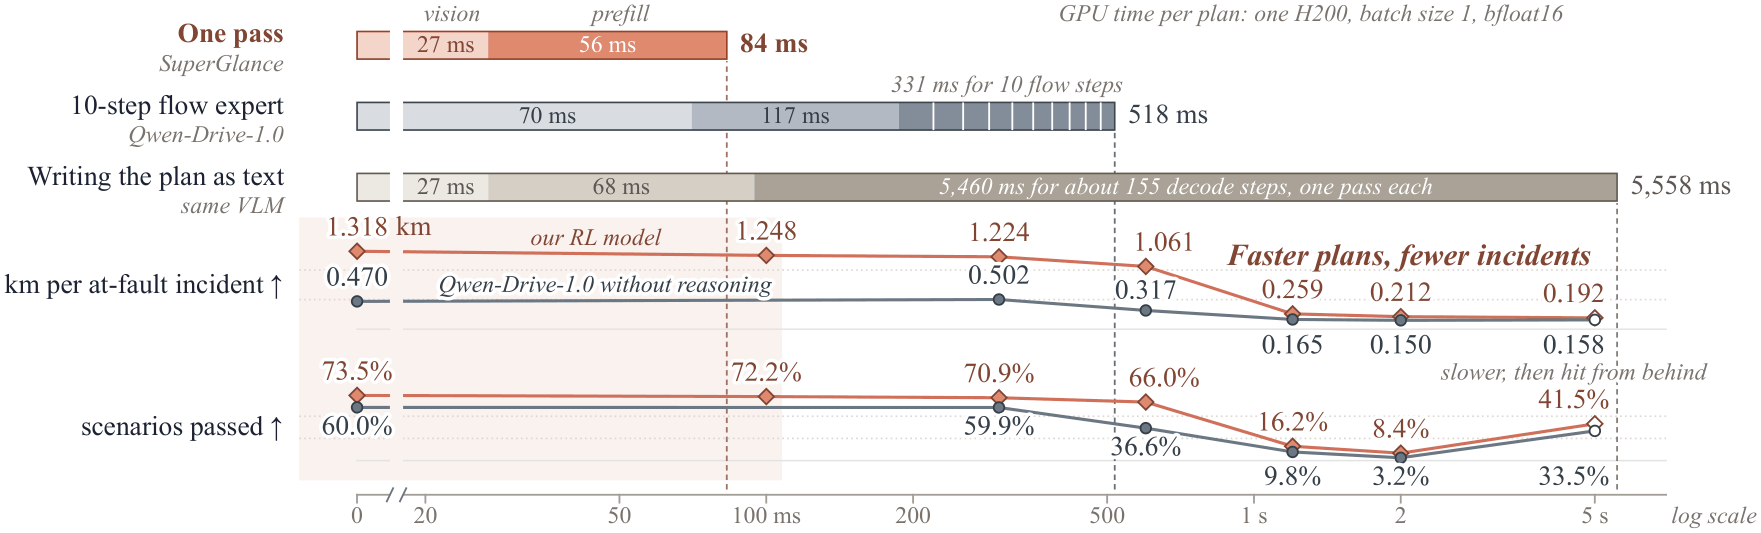 vision prefill GPU time per plan: one H200, batch size 1, bfloat16
One pass 27 ms 56 ms 84 ms
SuperGlance
331 ms for 10 flow steps
10-step flow expert 70 ms 117 ms 518 ms
Qwen-Drive-1.0
Writing the plan as text 27 ms 68 ms 5,460 ms for about 155 decode steps, one pass each 5,558 ms
same VLM
1.318 km our RL model 1.248 1.224 1.061 Faster plans, fewer incidents
km per at-fault incident ↑ 0.470 Qwen-Drive-1.0 without reasoning 0.502 0.317 0.259 0.212 0.192
0.165 0.150 0.158
slower, then hit from behind
73.5% 72.2% 70.9% 66.0% 16.2% 8.4% 41.5%
scenarios passed ↑ 60.0% 59.9% 36.6% 9.8% 3.2% 33.5%
0 20 50 100 ms 200 500 1 s 2 5 s log scale